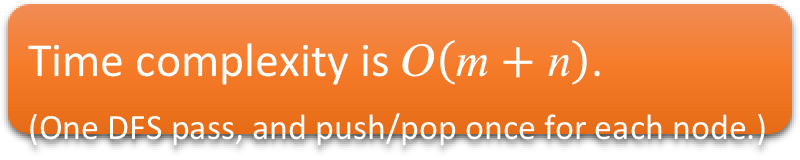 Time complexity is O(m + n).
(One DFS pass, and push/pop once for each node.)